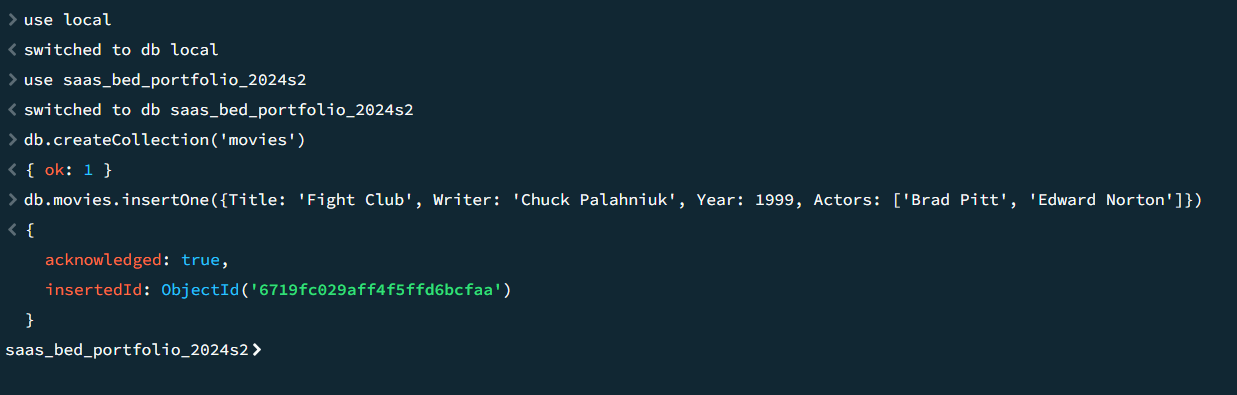 > use local
< switched to db local
> use saas_bed_portfolio_2024s2
< switched to db saas_bed_portfolio_2024s2
> db.createCollection('movies')
< { ok: 1 }
> db.movies.insertOne({Title: 'Fight Club', Writer: 'Chuck Palahniuk', Year: 1999, Actors: ['Brad Pitt', 'Edward Norton']})
< {
    acknowledged: true,
    insertedId: ObjectId('6719fc029aff4f5ffd6bcfaa')
  }
saas_bed_portfolio_2024s2>